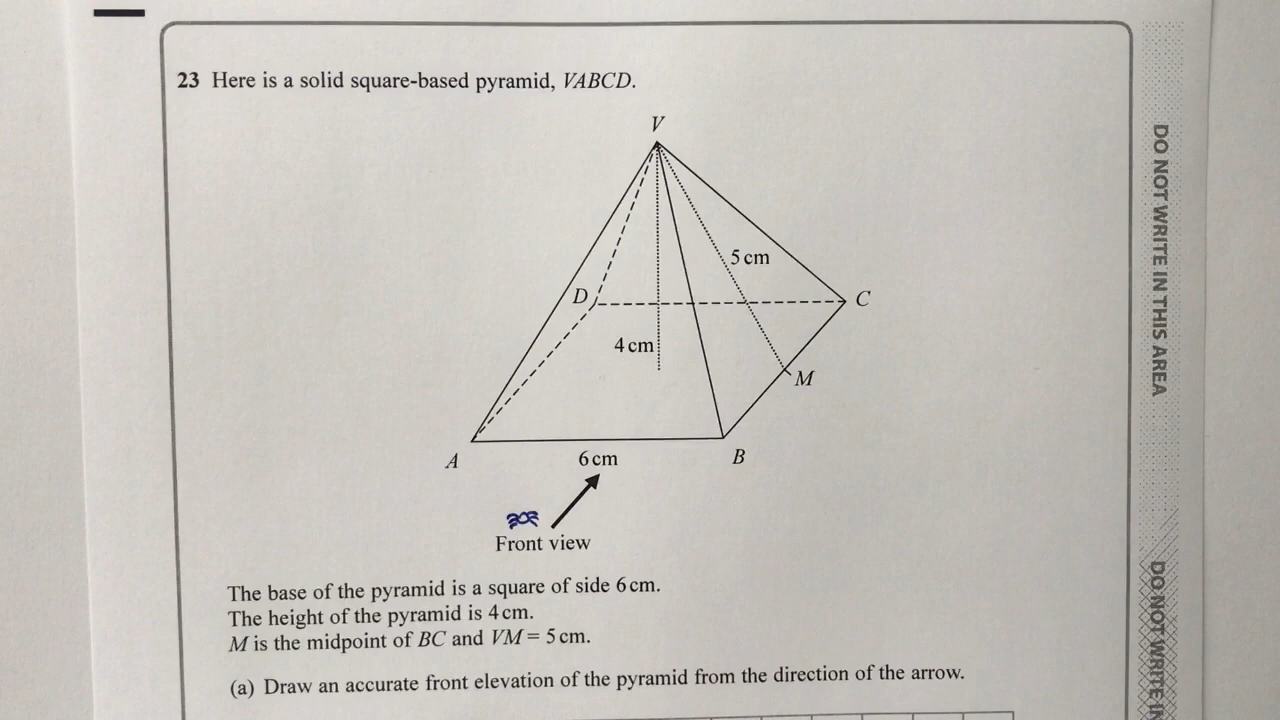 23 Here is a solid square-based pyramid, VABCD.
V
5 cm
D
C
4 cm
M
A
6 cm
B
Front view
The base of the pyramid is a square of side 6 cm.
The height of the pyramid is 4 cm.
M is the midpoint of BC and VM = 5 cm.
(a) Draw an accurate front elevation of the pyramid from the direction of the arrow.
DO NOT WRITE IN THIS AREA
DO NOT WRITE